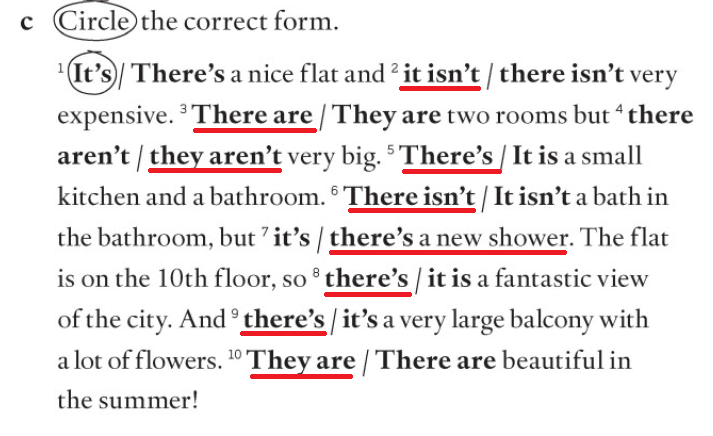 c Circle the correct form.
1 It’s / There’s a nice flat and 2 it isn’t / there isn’t very
expensive. 3 There are / They are two rooms but 4 there
aren’t / they aren’t very big. 5 There’s / It is a small
kitchen and a bathroom. 6 There isn’t / It isn’t a bath in
the bathroom, but 7 it’s / there’s a new shower. The flat
is on the 10th floor, so 8 there’s / it is a fantastic view
of the city. And 9 there’s / it’s a very large balcony with
a lot of flowers. 10 They are / There are beautiful in
the summer!